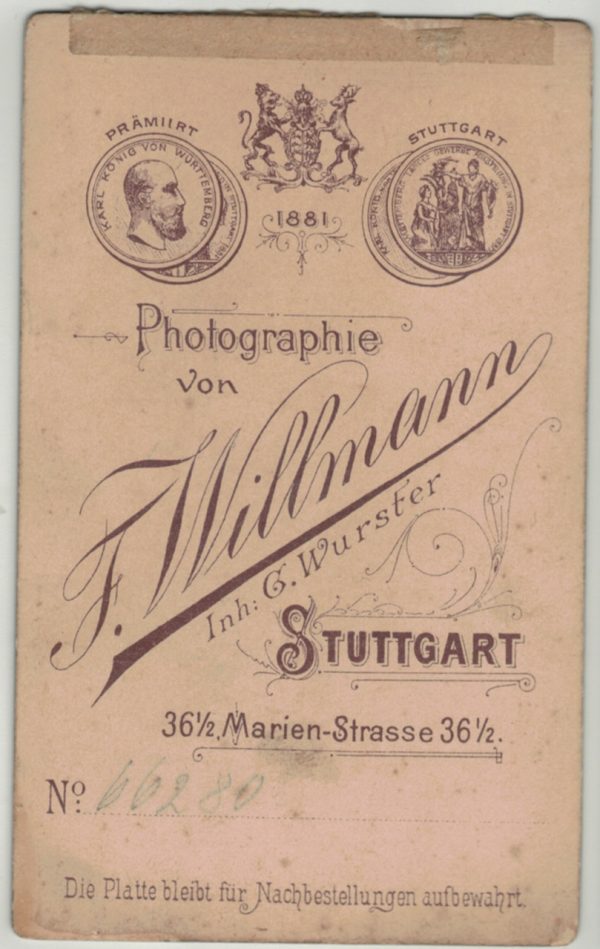 PRÄMIIRT
STUTTGART
KARL KÖNIG VON WÜRTTEMBERG
1881
Photographie
von
F. Willmann
Inh: G. Wurster
STUTTGART
36½, Marien-Strasse 36½.
No: 66280
Die Platte bleibt für Nachbestellungen aufbewahrt.